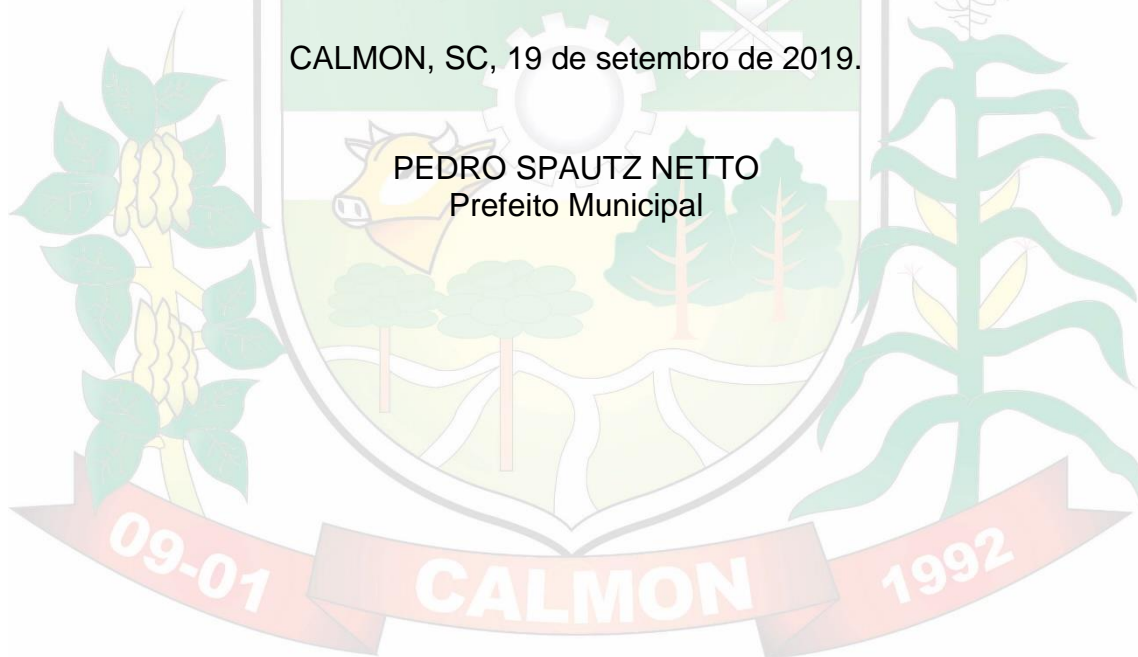 CALMON, SC, 19 de setembro de 2019.
PEDRO SPAUTZ NETTO
Prefeito Municipal
09-01
CALMON
1992